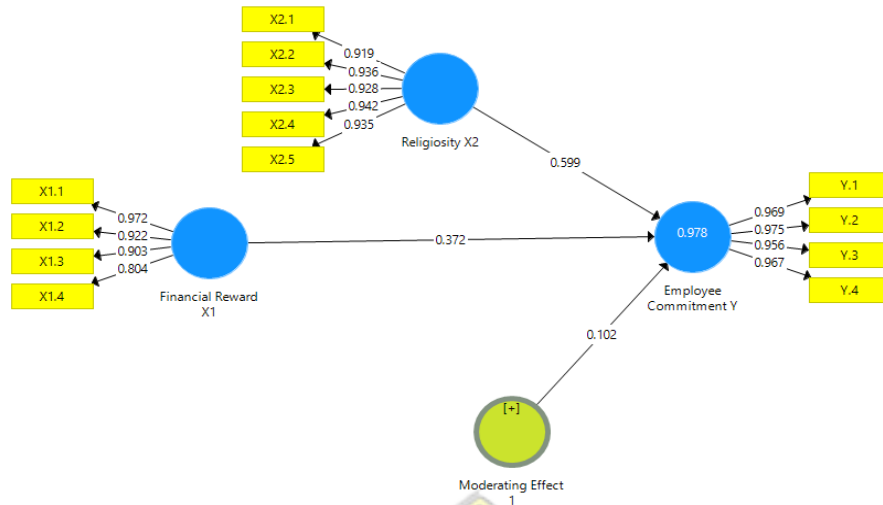 X2.1
X2.2
X2.3
X2.4
X2.5
0.919
0.936
0.928
0.942
0.935
Religiosity X2
0.599
X1.1
X1.2
X1.3
X1.4
0.972
0.922
0.903
0.804
Financial Reward
X1
0.372
0.978
Employee
Commitment Y
0.969
0.975
0.956
0.967
Y.1
Y.2
Y.3
Y.4
0.102
[+]
Moderating Effect
1